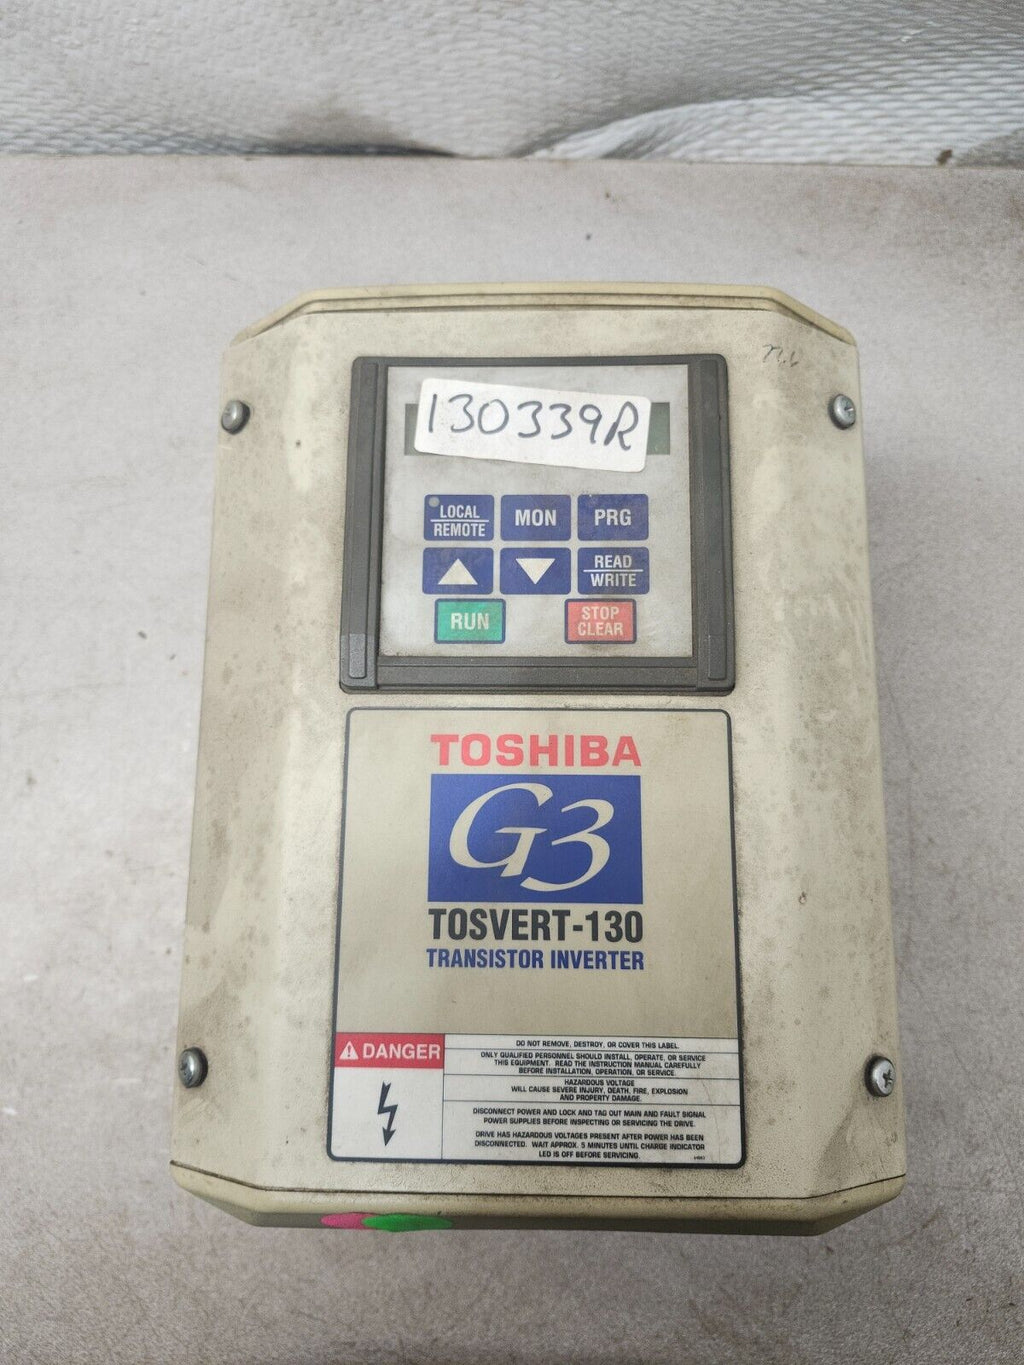 130339R
LOCAL
REMOTE
MON
PRG
READ
WRITE
RUN
STOP
CLEAR
TOSHIBA
G3
TOSVERT-130
TRANSISTOR INVERTER
DANGER
DO NOT REMOVE, DESTROY, OR COVER THIS LABEL.
ONLY QUALIFIED PERSONNEL SHOULD INSTALL, OPERATE, OR SERVICE
THIS EQUIPMENT. READ THE INSTRUCTION MANUAL CAREFULLY
BEFORE INSTALLATION, OPERATION, OR SERVICE.
HAZARDOUS VOLTAGE
WILL CAUSE SEVERE INJURY, DEATH, FIRE, EXPLOSION
AND PROPERTY DAMAGE.
DISCONNECT POWER AND LOCK AND TAG OUT MAIN AND FAULT SIGNAL
POWER SUPPLIES BEFORE INSPECTING OR SERVICING THE DRIVE.
DRIVE HAS HAZARDOUS VOLTAGES PRESENT AFTER POWER HAS BEEN
DISCONNECTED. WAIT APPROX. 5 MINUTES UNTIL CHARGE INDICATOR
LED IS OFF BEFORE SERVICING.